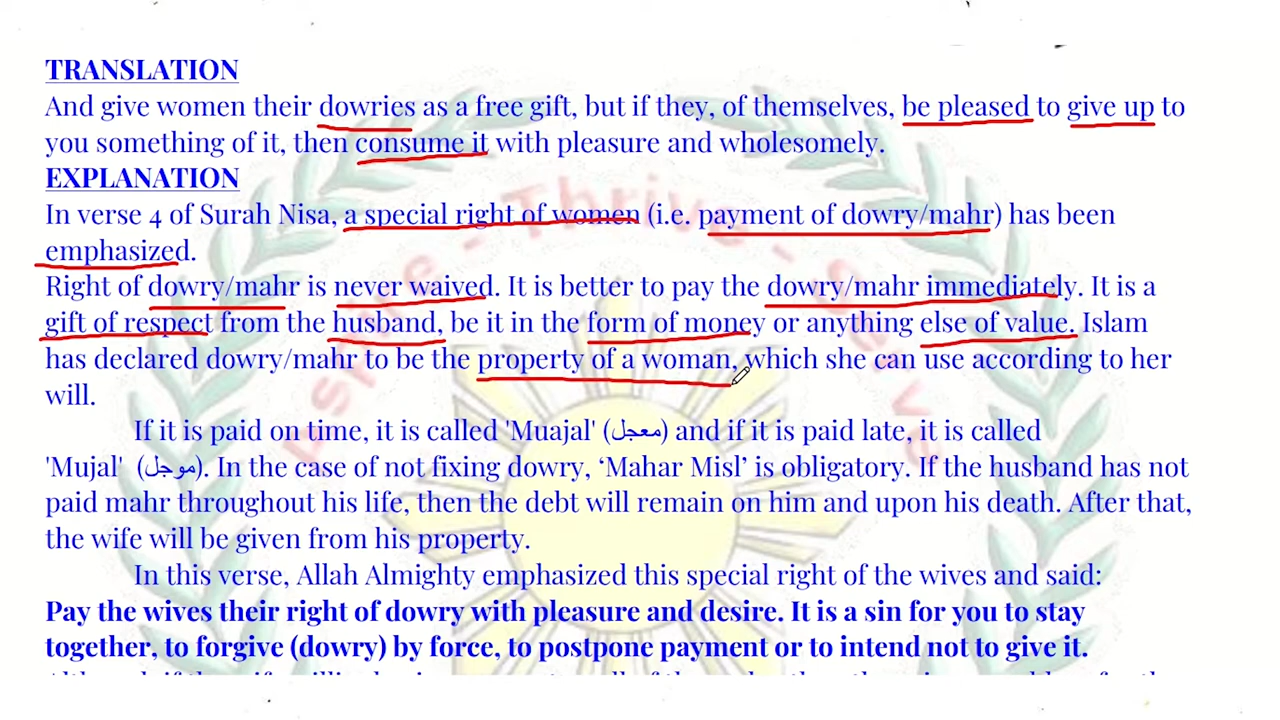 TRANSLATION
And give women their dowries as a free gift, but if they, of themselves, be pleased to give up to
you something of it, then consume it with pleasure and wholesomely.
EXPLANATION
In verse 4 of Surah Nisa, a special right of women (i.e. payment of dowry/mahr) has been
emphasized.
Right of dowry/mahr is never waived. It is better to pay the dowry/mahr immediately. It is a
gift of respect from the husband, be it in the form of money or anything else of value. Islam
has declared dowry/mahr to be the property of a woman, which she can use according to her
will.
If it is paid on time, it is called 'Muajal' (معجل) and if it is paid late, it is called
'Mujal' (موجل). In the case of not fixing dowry, ‘Mahar Misl’ is obligatory. If the husband has not
paid mahr throughout his life, then the debt will remain on him and upon his death. After that,
the wife will be given from his property.
In this verse, Allah Almighty emphasized this special right of the wives and said:
Pay the wives their right of dowry with pleasure and desire. It is a sin for you to stay
together, to forgive (dowry) by force, to postpone payment or to intend not to give it.